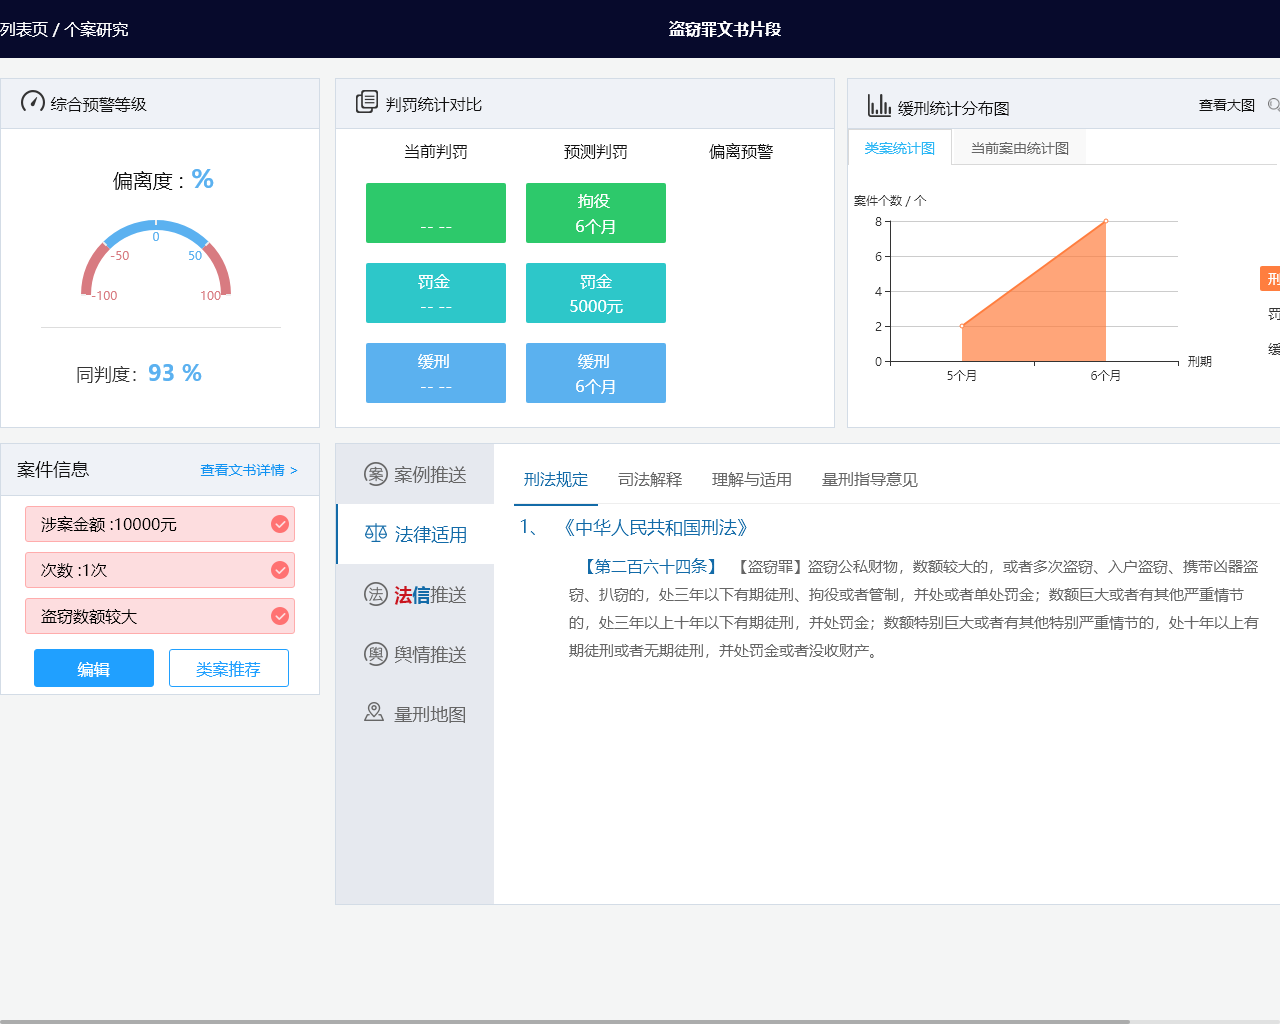 列表页 / 个案研究
盗窃罪文书片段
综合预警等级
偏离度 : %
0
-50
50
-100
100
同判度: 93 %
判罚统计对比
当前判罚
预测判罚
偏离预警
-- --
拘役
6个月
罚金
-- --
罚金
5000元
缓刑
-- --
缓刑
6个月
缓刑统计分布图
查看大图
类案统计图
当前案由统计图
案件个数 / 个
8
6
4
2
0
5个月
6个月
刑期
刑
罚
缓
案件信息
查看文书详情 >
涉案金额 :10000元
次数 :1次
盗窃数额较大
编辑
类案推荐
案 案例推送
法律适用
法 法信推送
舆 舆情推送
量刑地图
刑法规定
司法解释
理解与适用
量刑指导意见
1、 《中华人民共和国刑法》
【第二百六十四条】 【盗窃罪】盗窃公私财物，数额较大的，或者多次盗窃、入户盗窃、携带凶器盗
窃、扒窃的，处三年以下有期徒刑、拘役或者管制，并处或者单处罚金；数额巨大或者有其他严重情节
的，处三年以上十年以下有期徒刑，并处罚金；数额特别巨大或者有其他特别严重情节的，处十年以上有
期徒刑或者无期徒刑，并处罚金或者没收财产。